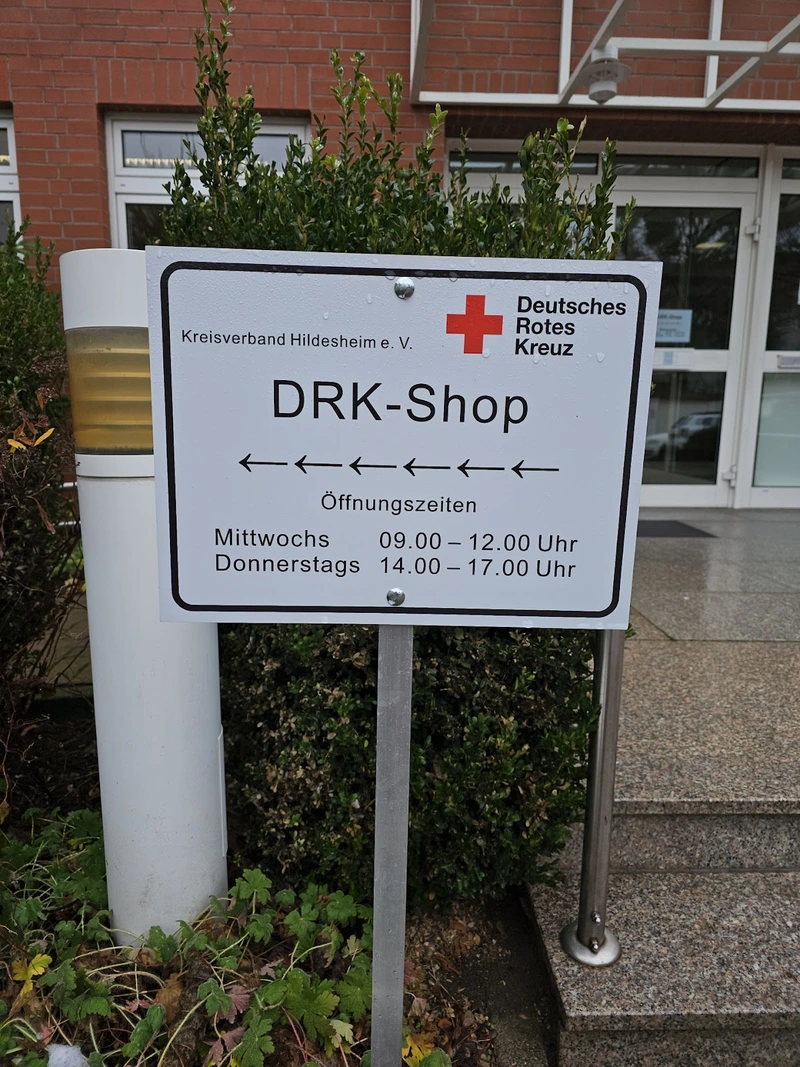 Deutsches
Rotes
Kreuz
Kreisverband Hildesheim e. V.
DRK-Shop
←←←←←←
Öffnungszeiten
Mittwochs 09.00 – 12.00 Uhr
Donnerstags 14.00 – 17.00 Uhr